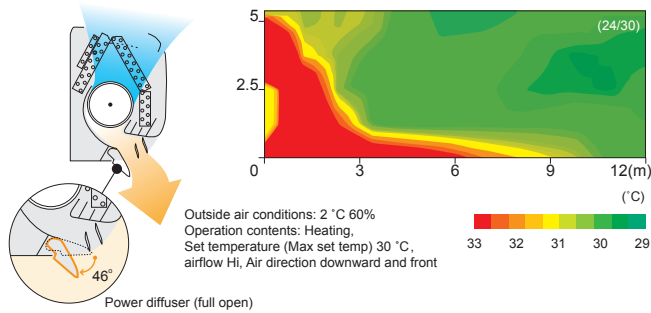 5
(24/30)
2.5
0
0
3
6
9
12(m)
(˚C)
33
32
31
30
29
Outside air conditions: 2 ˚C 60%
Operation contents: Heating,
Set temperature (Max set temp) 30 ˚C,
airflow Hi, Air direction downward and front
46°
Power diffuser (full open)